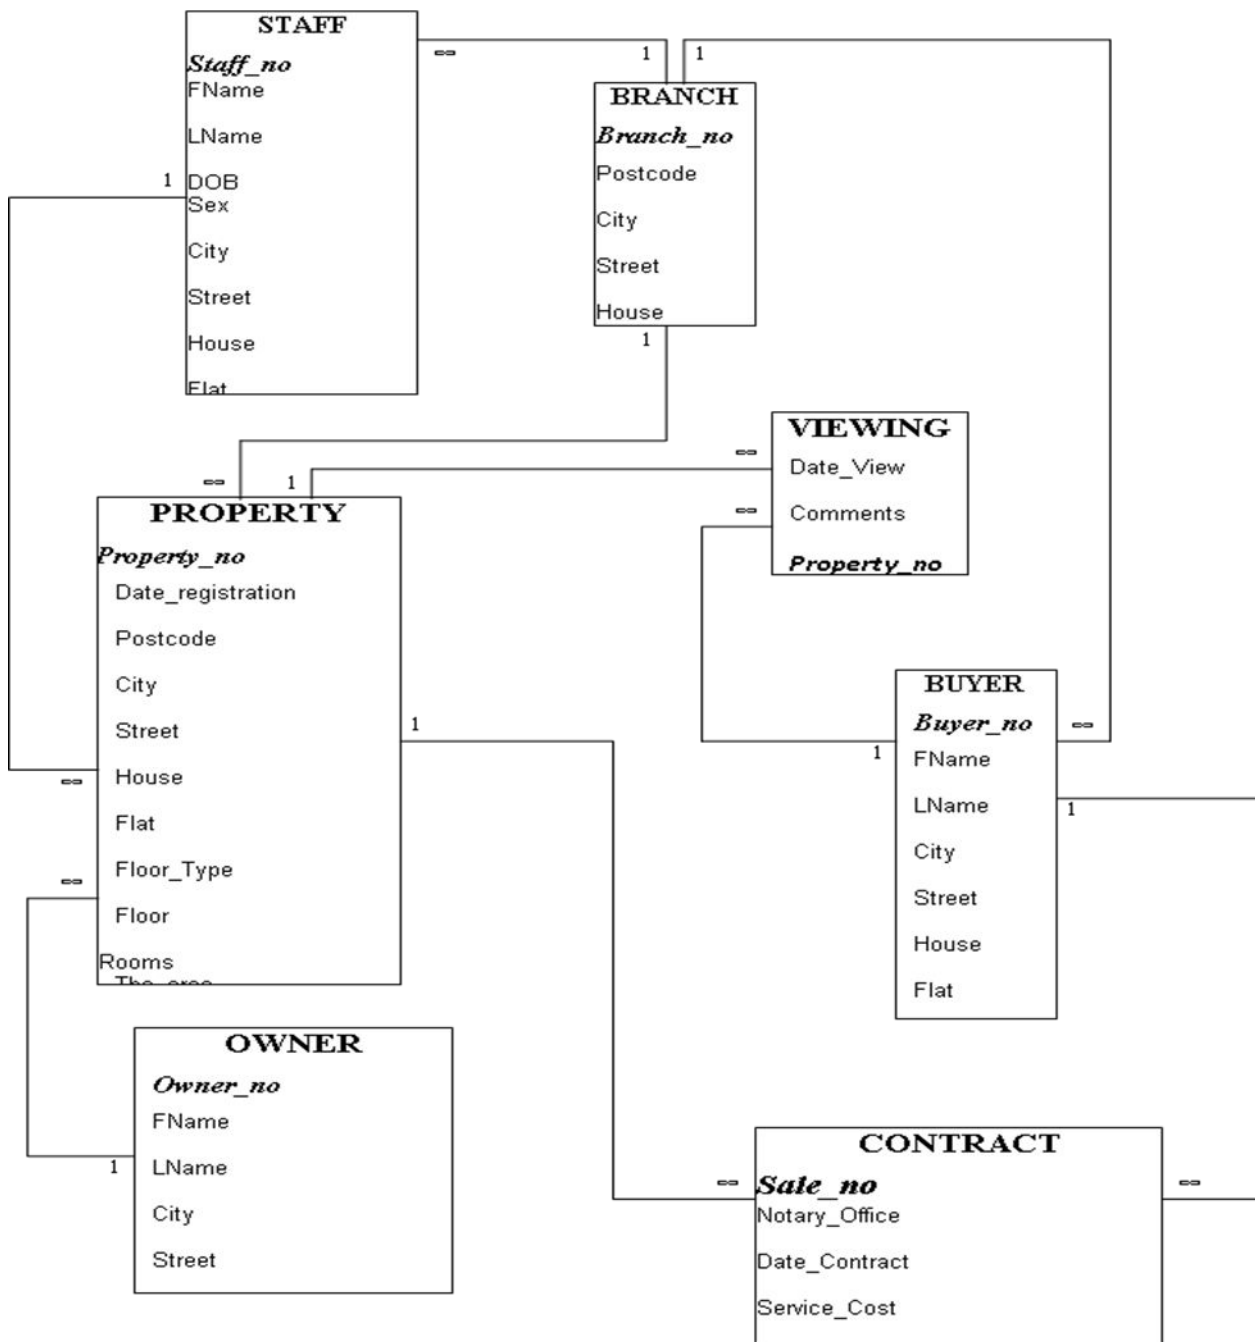 STAFF
Staff_no
FName
LName
DOB
Sex
City
Street
House
Flat
∞
1
1
1
BRANCH
Branch_no
Postcode
City
Street
House
1
VIEWING
Date_View
Comments
Property_no
∞
∞
∞
1
PROPERTY
Property_no
Date_registration
Postcode
City
Street
House
Flat
Floor_Type
Floor
Rooms
The_area
1
∞
∞
BUYER
Buyer_no
FName
LName
City
Street
House
Flat
∞
1
1
OWNER
Owner_no
FName
LName
City
Street
1
CONTRACT
Sale_no
Notary_Office
Date_Contract
Service_Cost
∞
∞